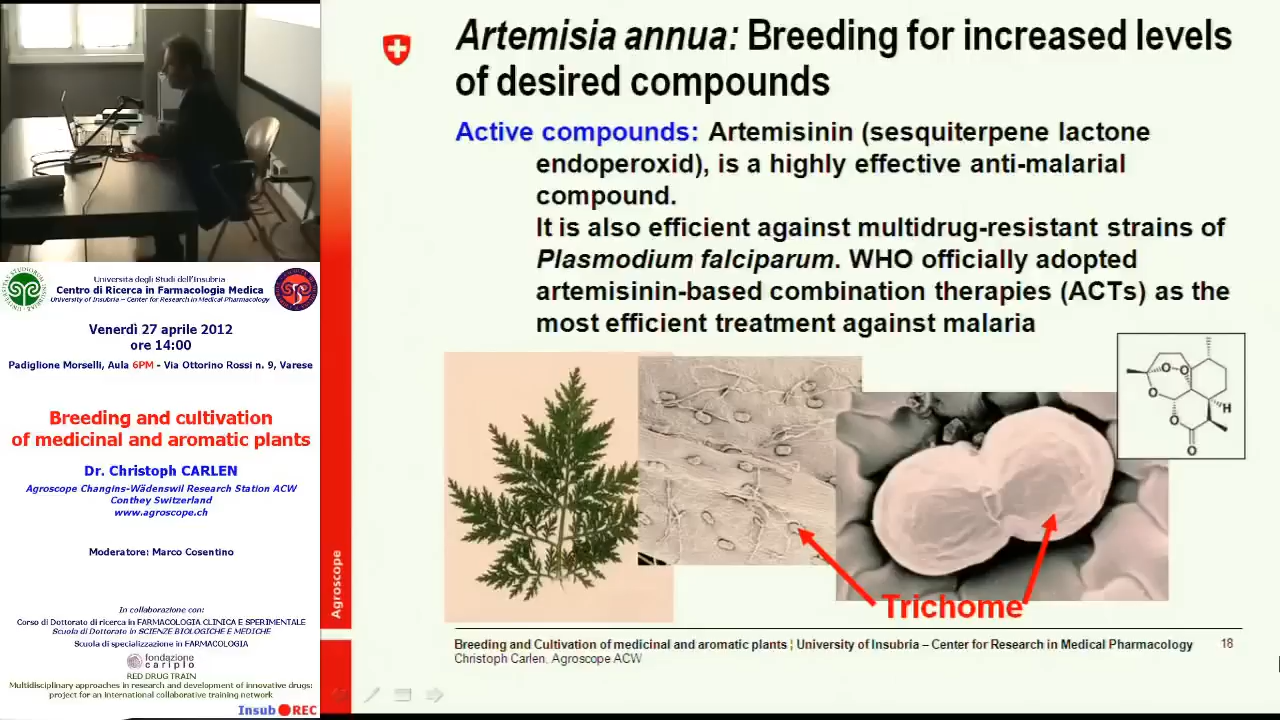 Artemisia annua: Breeding for increased levels
of desired compounds
Active compounds: Artemisinin (sesquiterpene lactone
endoperoxid), is a highly effective anti-malarial
compound.
It is also efficient against multidrug-resistant strains of
Plasmodium falciparum. WHO officially adopted
artemisinin-based combination therapies (ACTs) as the
most efficient treatment against malaria
O
O
O
O
O
H
Trichome
Agroscope
Breeding and Cultivation of medicinal and aromatic plants | University of Insubria – Center for Research in Medical Pharmacology
Christoph Carlen, Agroscope ACW
18
Università degli Studi dell'Insubria
Centro di Ricerca in Farmacologia Medica
University of Insubria – Center for Research in Medical Pharmacology
Venerdì 27 aprile 2012
ore 14:00
Padiglione Morselli, Aula 6PM - Via Ottorino Rossi n. 9, Varese
Breeding and cultivation
of medicinal and aromatic plants
Dr. Christoph CARLEN
Agroscope Changins-Wädenswil Research Station ACW
Conthey Switzerland
www.agroscope.ch
Moderatore: Marco Cosentino
In collaborazione con:
Corso di Dottorato di ricerca in FARMACOLOGIA CLINICA E SPERIMENTALE
Scuola di Dottorato in SCIENZE BIOLOGICHE E MEDICHE
Scuola di specializzazione in FARMACOLOGIA
fondazione
cariplo
RED DRUG TRAIN
Multidisciplinary approaches in research and development of innovative drugs:
project for an international collaborative training network
Insub REC